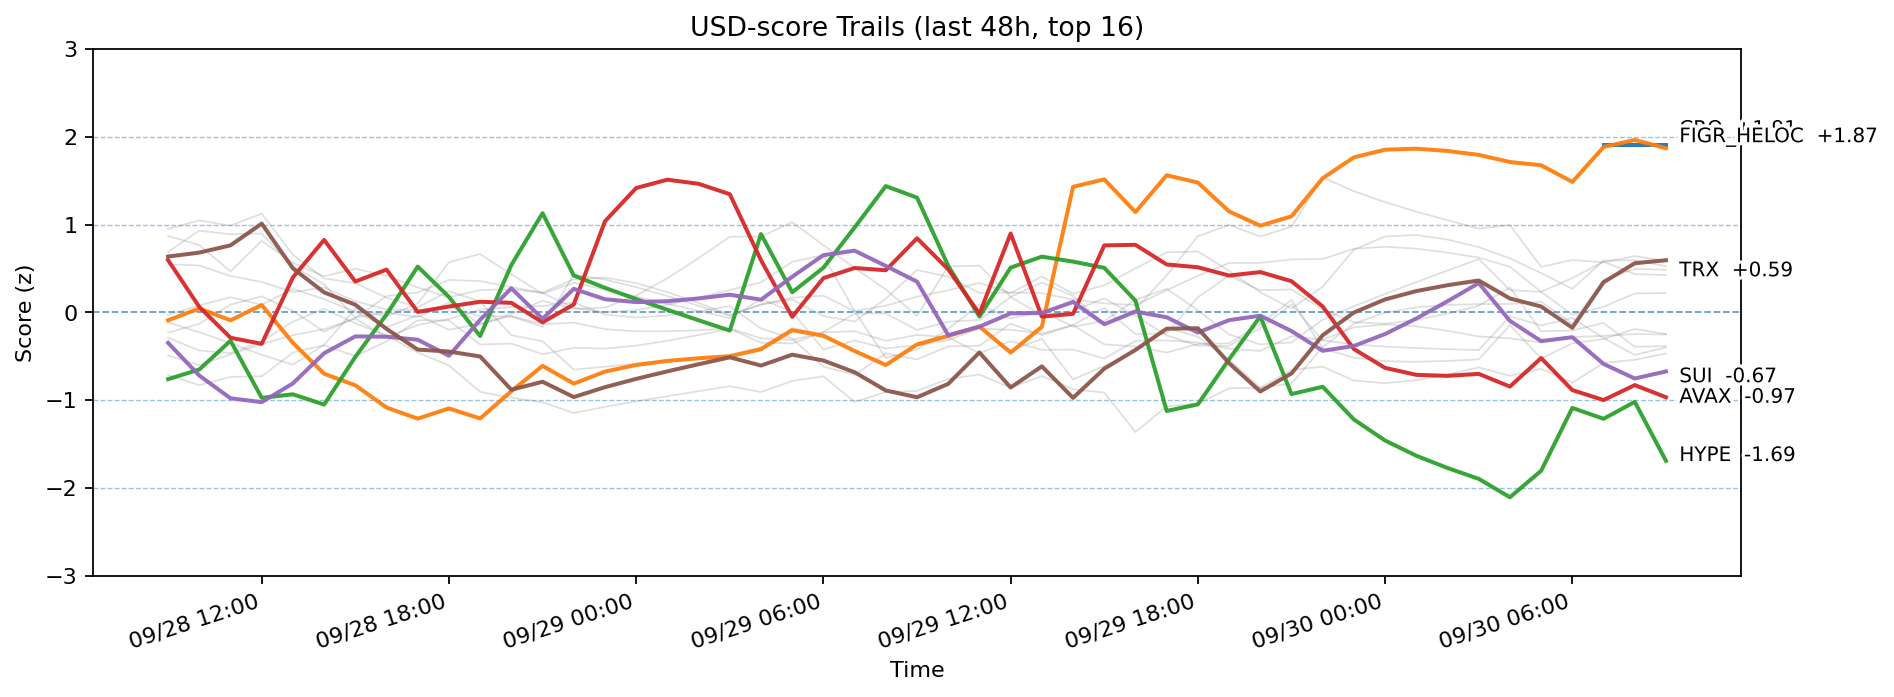 USD-score Trails (last 48h, top 16)
Score (z)
3
2
1
0
−1
−2
−3
FIGR_HELOC +1.87
TRX +0.59
SUI -0.67
AVAX -0.97
HYPE -1.69
09/28 12:00
09/28 18:00
09/29 00:00
09/29 06:00
09/29 12:00
09/29 18:00
09/30 00:00
09/30 06:00
Time